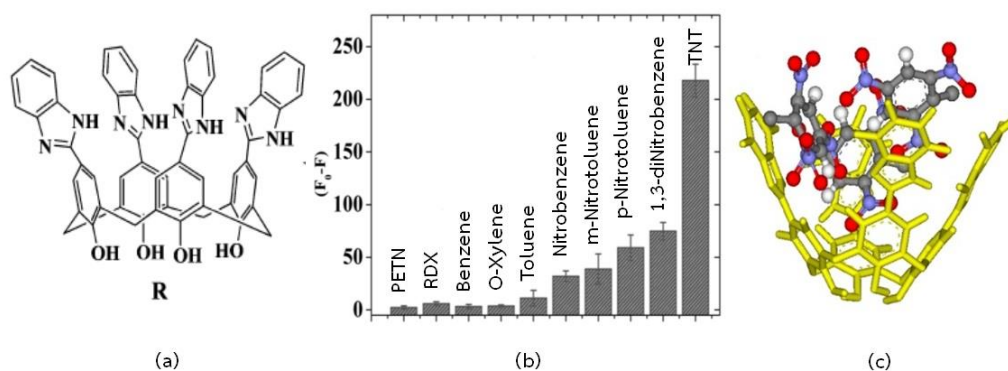 N
NH
N
NH
N
NH
N
NH
OH
OH
OH
HO
R
(a)
(F₀-F)
250
200
150
100
50
0
PETN
RDX
Benzene
O-Xylene
Toluene
Nitrobenzene
m-Nitrotoluene
p-Nitrotoluene
1,3-diNitrobenzene
TNT
(b)
(c)